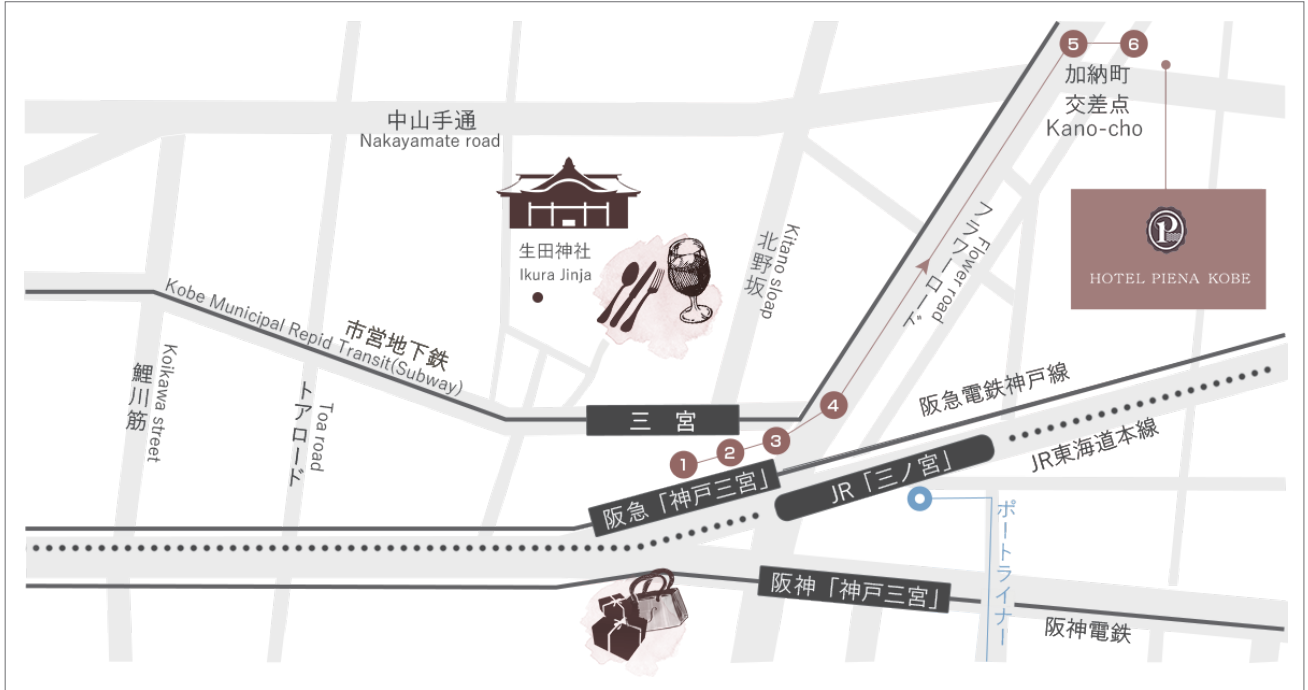 5
6
加納町
交差点
Kano-cho
中山手通
Nakayamate road
生田神社
Ikura Jinja
Kitano sloap
北野坂
Flower road
フラワーロード
P
HOTEL PIENA KOBE
Kobe Municipal Repid Transit(Subway)
市営地下鉄
Koikawa street
鯉川筋
Toa road
トアロード
三宮
1
2
3
4
阪急電鉄神戸線
JR東海道本線
阪急「神戸三宮」
JR「三ノ宮」
ポートライナー
阪神「神戸三宮」
阪神電鉄